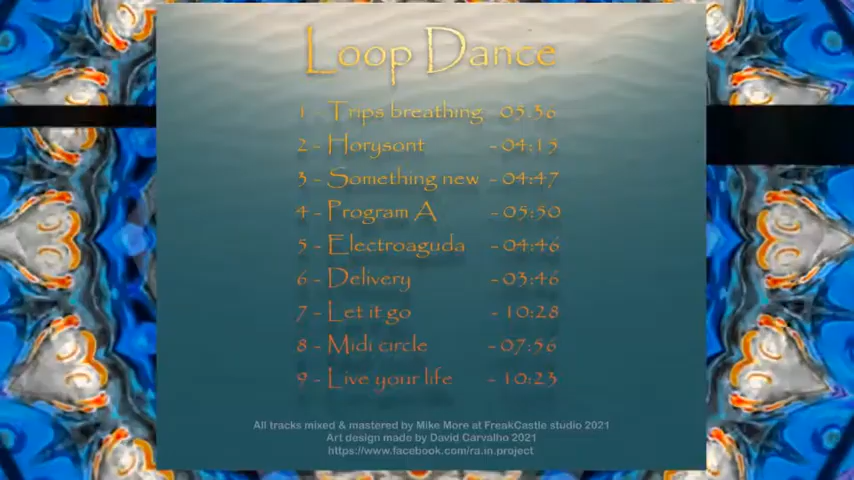 Loop Dance
1 - Trips breathing - 05:36
2 - Horysont - 04:15
3 - Something new - 04:47
4 - Program A - 05:50
5 - Electroaguda - 04:46
6 - Delivery - 03:46
7 - Let it go - 10:28
8 - Midi circle - 07:56
9 - Live your life - 10:23
All tracks mixed & mastered by Mike More at FreakCastle studio 2021
Art design made by David Carvalho 2021
https://www.facebook.com/ra.in.project